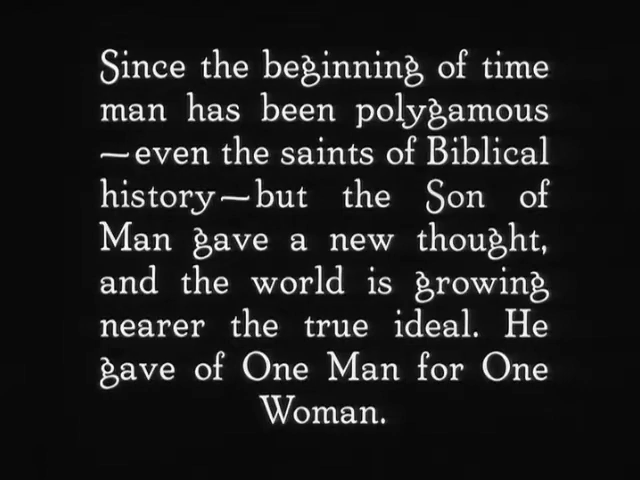 Since the beginning of time
man has been polygamous
—even the saints of Biblical
history—but the Son of
Man gave a new thought,
and the world is growing
nearer the true ideal. He
gave of One Man for One
Woman.